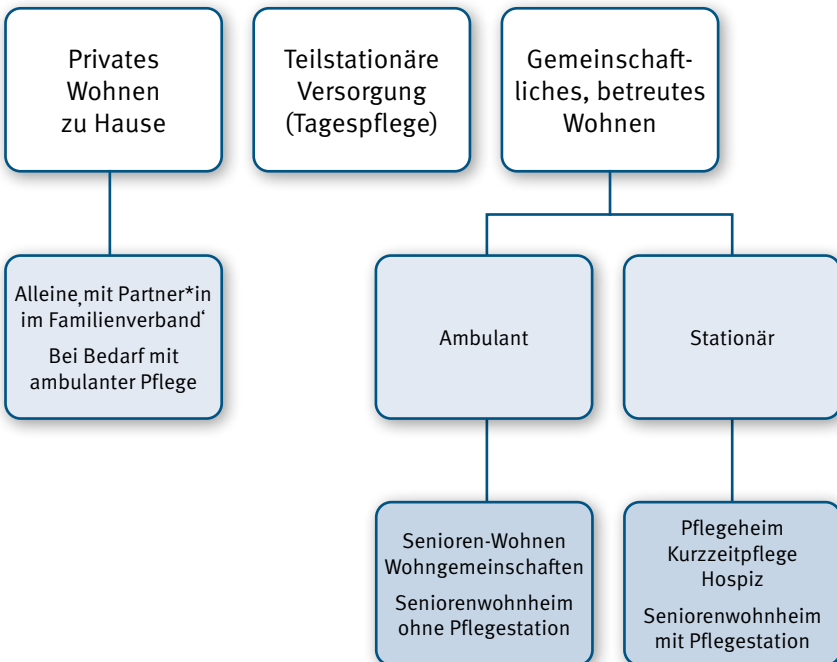 Privates
Wohnen
zu Hause
Teilstationäre
Versorgung
(Tagespflege)
Gemeinschaft-
liches, betreutes
Wohnen
Alleine‚mit Partner*in
im Familienverband‘
Bei Bedarf mit
ambulanter Pflege
Ambulant
Stationär
Senioren-Wohnen
Wohngemeinschaften
Seniorenwohnheim
ohne Pflegestation
Pflegeheim
Kurzzeitpflege
Hospiz
Seniorenwohnheim
mit Pflegestation